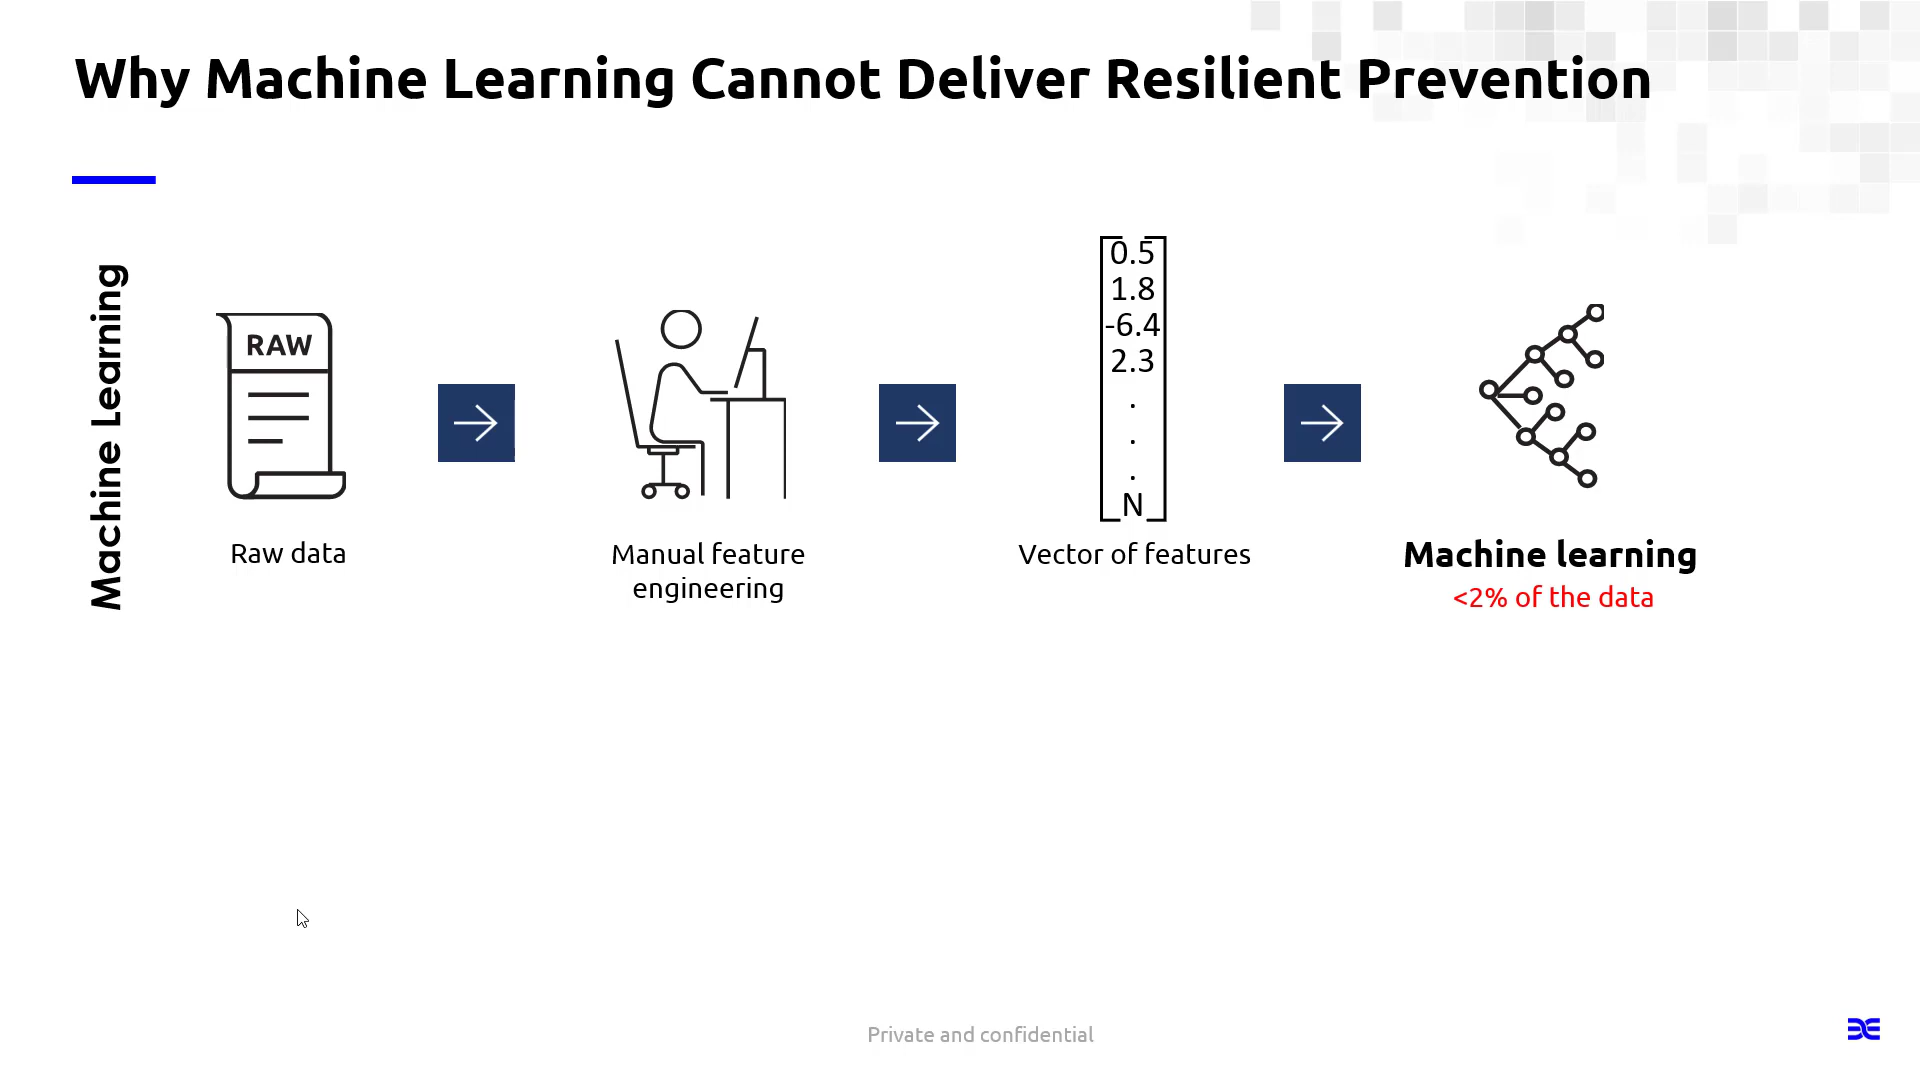 Why Machine Learning Cannot Deliver Resilient Prevention
Machine Learning
RAW
Raw data
Manual feature
engineering
0.5
1.8
-6.4
2.3
.
.
.
N
Vector of features
Machine learning
<2% of the data
Private and confidential